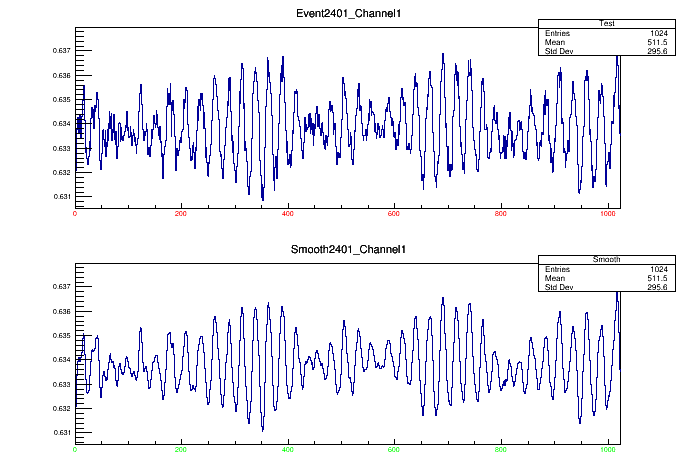 Event2401_Channel1
Test
Entries 1024
Mean 511.5
Std Dev 295.6
0.637
0.636
0.635
0.634
0.633
0.632
0.631
0 200 400 600 800 1000
Smooth2401_Channel1
Smooth
Entries 1024
Mean 511.5
Std Dev 295.6
0.637
0.636
0.635
0.634
0.633
0.632
0.631
0 200 400 600 800 1000